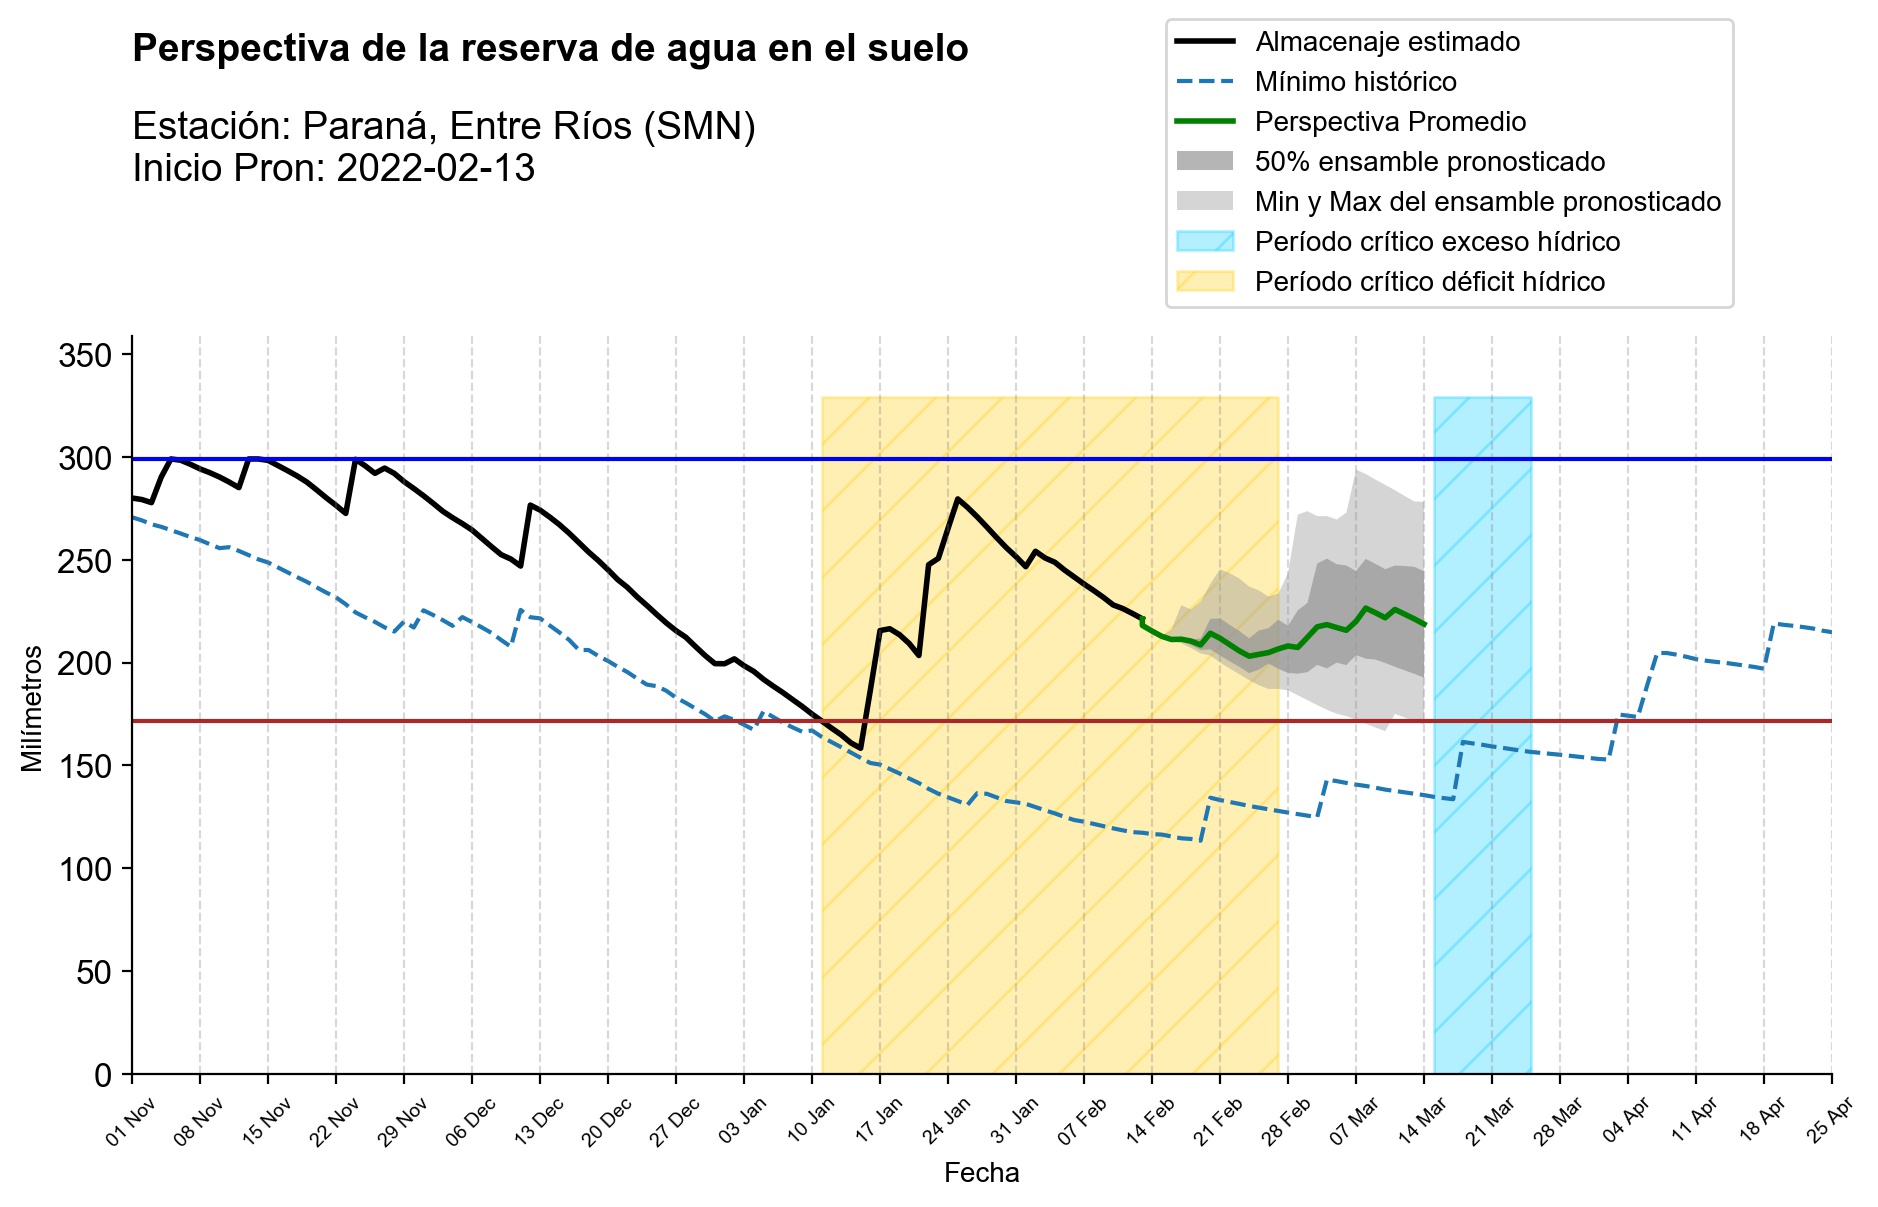 Perspectiva de la reserva de agua en el suelo
Estación: Paraná, Entre Ríos (SMN)
Inicio Pron: 2022-02-13
Almacenaje estimado
Mínimo histórico
Perspectiva Promedio
50% ensamble pronosticado
Min y Max del ensamble pronosticado
Período crítico exceso hídrico
Período crítico déficit hídrico
350
300
250
200
150
100
50
0
Milímetros
01 Nov
08 Nov
15 Nov
22 Nov
29 Nov
06 Dec
13 Dec
20 Dec
27 Dec
03 Jan
10 Jan
17 Jan
24 Jan
31 Jan
07 Feb
14 Feb
21 Feb
28 Feb
07 Mar
14 Mar
21 Mar
28 Mar
04 Apr
11 Apr
18 Apr
25 Apr
Fecha